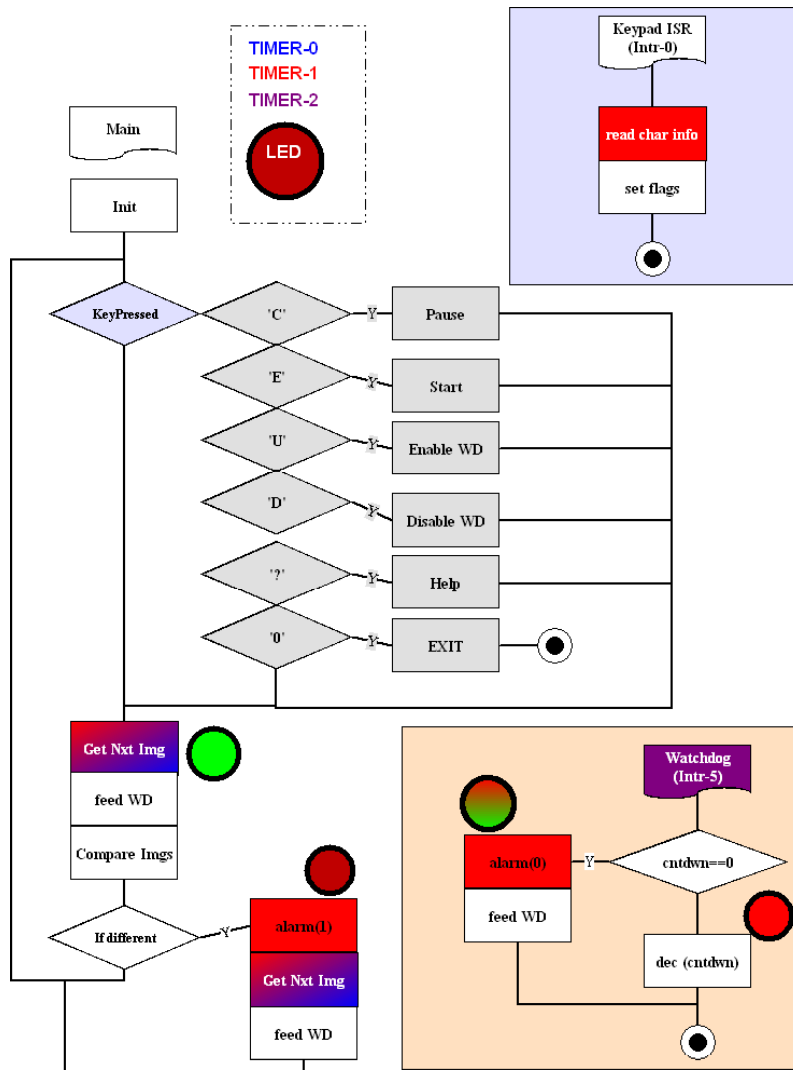 TIMER-0
TIMER-1
TIMER-2
LED
Keypad ISR
(Intr-0)
read char info
set flags
Main
Init
KeyPressed
'C'
Y
Pause
'E'
Y
Start
'U'
Y
Enable WD
'D'
Y
Disable WD
'?'
Y
Help
'0'
Y
EXIT
Get Nxt Img
feed WD
Compare Imgs
If different
Y
alarm(1)
Get Nxt Img
feed WD
Watchdog
(Intr-5)
cntdwn==0
Y
alarm(0)
feed WD
dec (cntdwn)